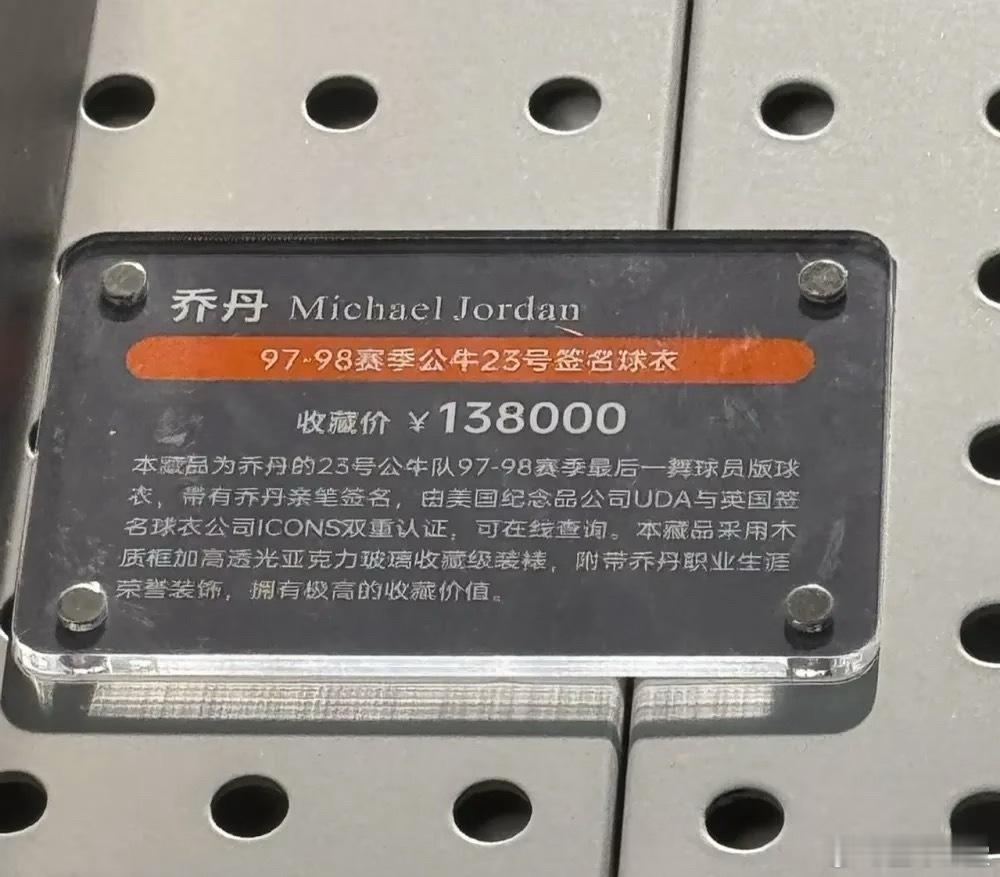 乔丹 Michael Jordan
97-98赛季公牛23号签名球衣
收藏价 ¥138000
本藏品为乔丹的23号公牛队97-98赛季最后一舞球员版球
衣，带有乔丹亲笔签名，由美国纪念品公司UDA与英国签
名球衣公司ICONS双重认证，可在线查询。本藏品采用木
质框加高透光亚克力玻璃收藏级装裱，附带乔丹职业生涯
荣誉装饰，拥有极高的收藏价值。